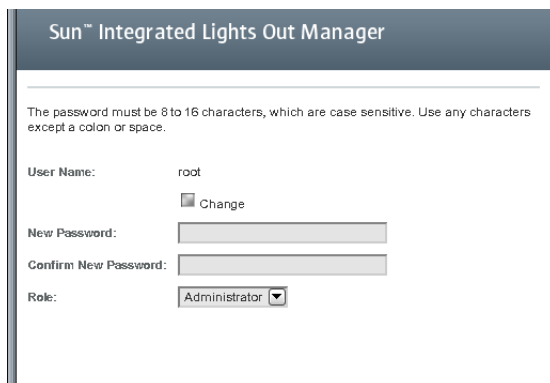 Sun™ Integrated Lights Out Manager
The password must be 8 to 16 characters, which are case sensitive. Use any characters
except a colon or space.
User Name: root
Change
New Password:
Confirm New Password:
Role: Administrator